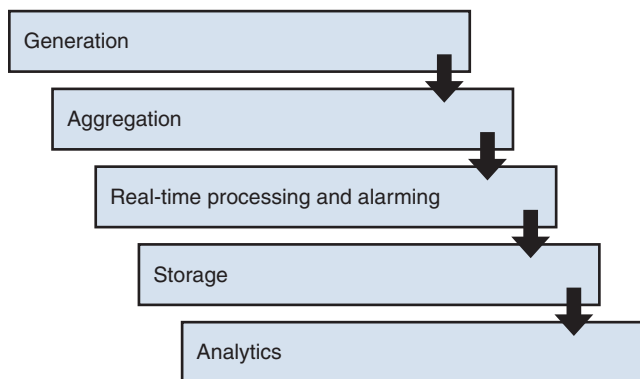 Generation
Aggregation
Real-time processing and alarming
Storage
Analytics